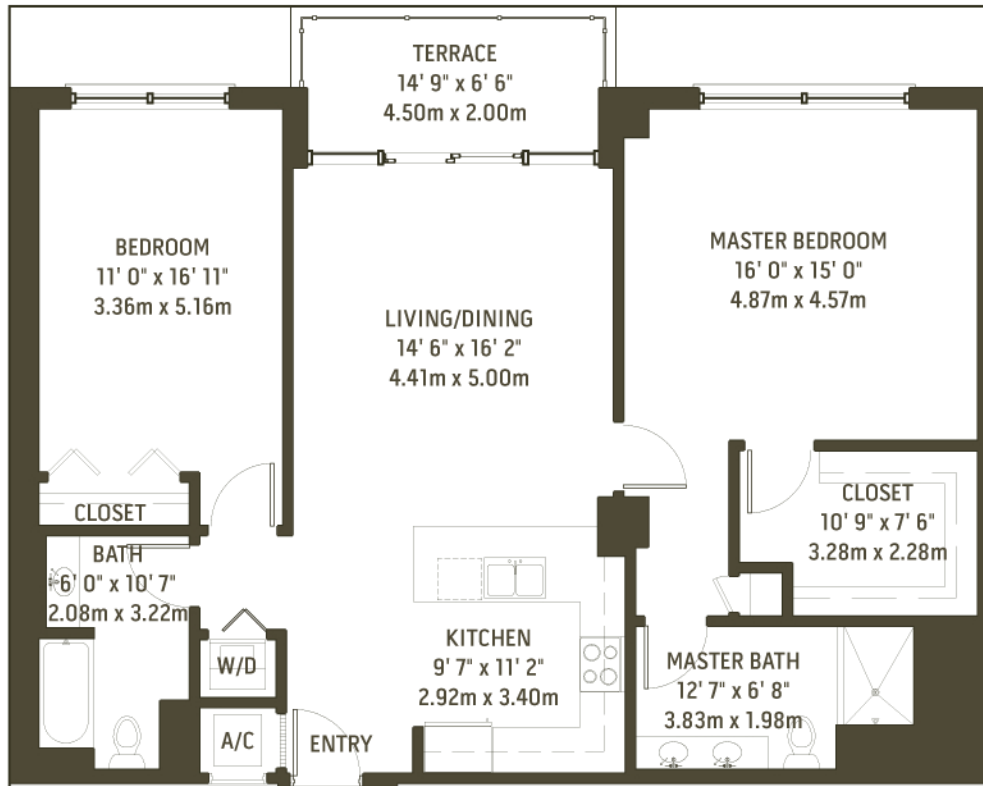 TERRACE
14' 9" x 6' 6"
4.50m x 2.00m
BEDROOM
11' 0" x 16' 11"
3.36m x 5.16m
MASTER BEDROOM
16' 0" x 15' 0"
4.87m x 4.57m
LIVING/DINING
14' 6" x 16' 2"
4.41m x 5.00m
CLOSET
CLOSET
10' 9" x 7' 6"
3.28m x 2.28m
BATH
6' 0" x 10' 7"
2.08m x 3.22m
KITCHEN
9' 7" x 11' 2"
2.92m x 3.40m
W/D
MASTER BATH
12' 7" x 6' 8"
3.83m x 1.98m
A/C
ENTRY